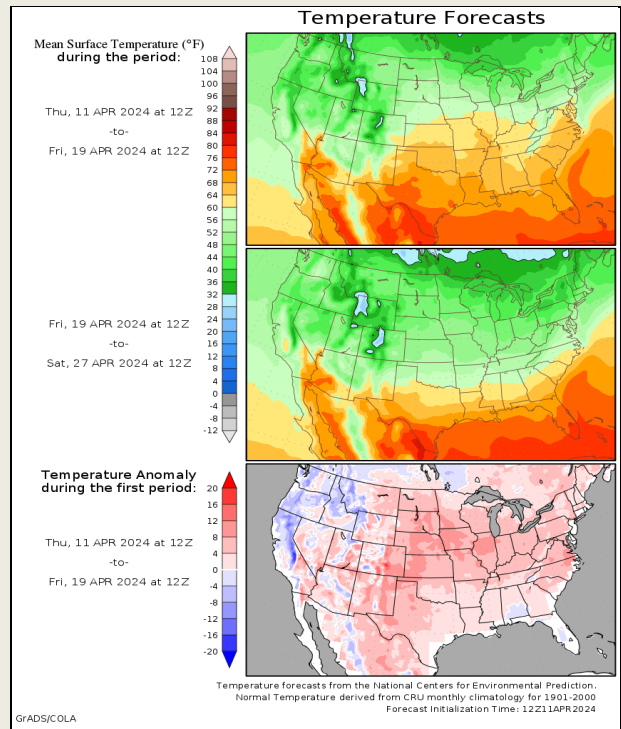 Temperature Forecasts
Mean Surface Temperature (°F)
during the period:
Thu, 11 APR 2024 at 12Z
-to-
Fri, 19 APR 2024 at 12Z
108
104
100
96
92
88
84
80
76
72
68
64
60
56
52
48
44
40
36
32
28
24
20
16
12
8
4
0
-4
-8
-12
Fri, 19 APR 2024 at 12Z
-to-
Sat, 27 APR 2024 at 12Z
Temperature Anomaly
during the first period:
Thu, 11 APR 2024 at 12Z
-to-
Fri, 19 APR 2024 at 12Z
20
16
12
8
4
0
-4
-8
-12
-16
-20
Temperature forecasts from the National Centers for Environmental Prediction.
Normal Temperature derived from CRU monthly climatology for 1901-2000
Forecast Initialization Time: 12Z11APR2024
GrADS/COLA